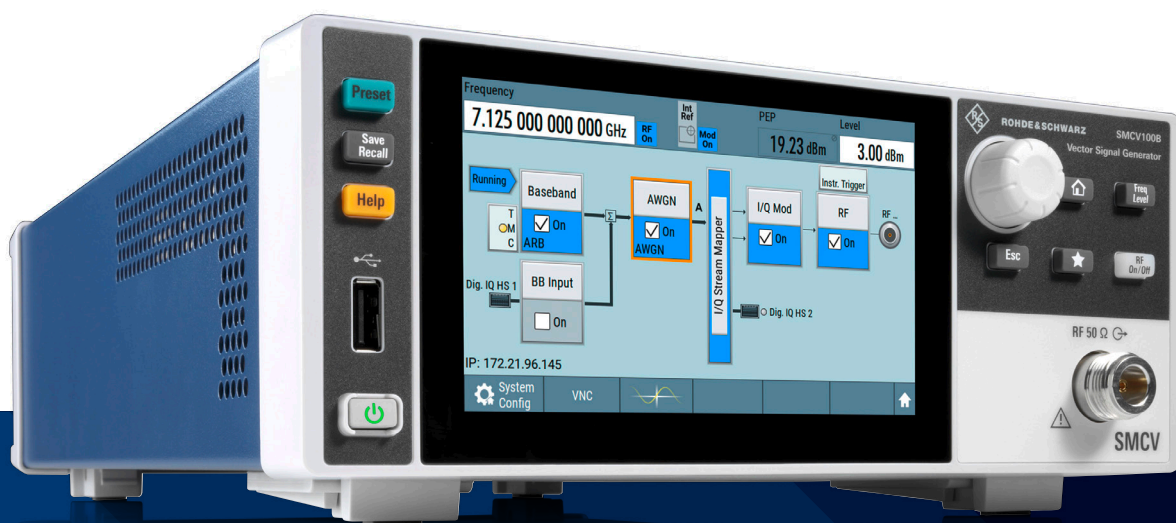 Preset
Save
Recall
Help
Frequency
7.125 000 000 000 GHz
RF
On
Int
Ref
Mod
On
PEP
19.23 dBm
Level
3.00 dBm
Running
Baseband
T
M
C
On
ARB
Σ
AWGN
On
AWGN
A
I/Q Stream Mapper
I/Q Mod
On
Instr. Trigger
RF
On
RF ...
Dig. IQ HS 1
BB Input
On
Dig. IQ HS 2
IP: 172.21.96.145
System
Config
VNC
R&S
ROHDE&SCHWARZ
SMCV100B
Vector Signal Generator
Freq
Level
Esc
RF
On/Off
RF 50 Ω
SMCV